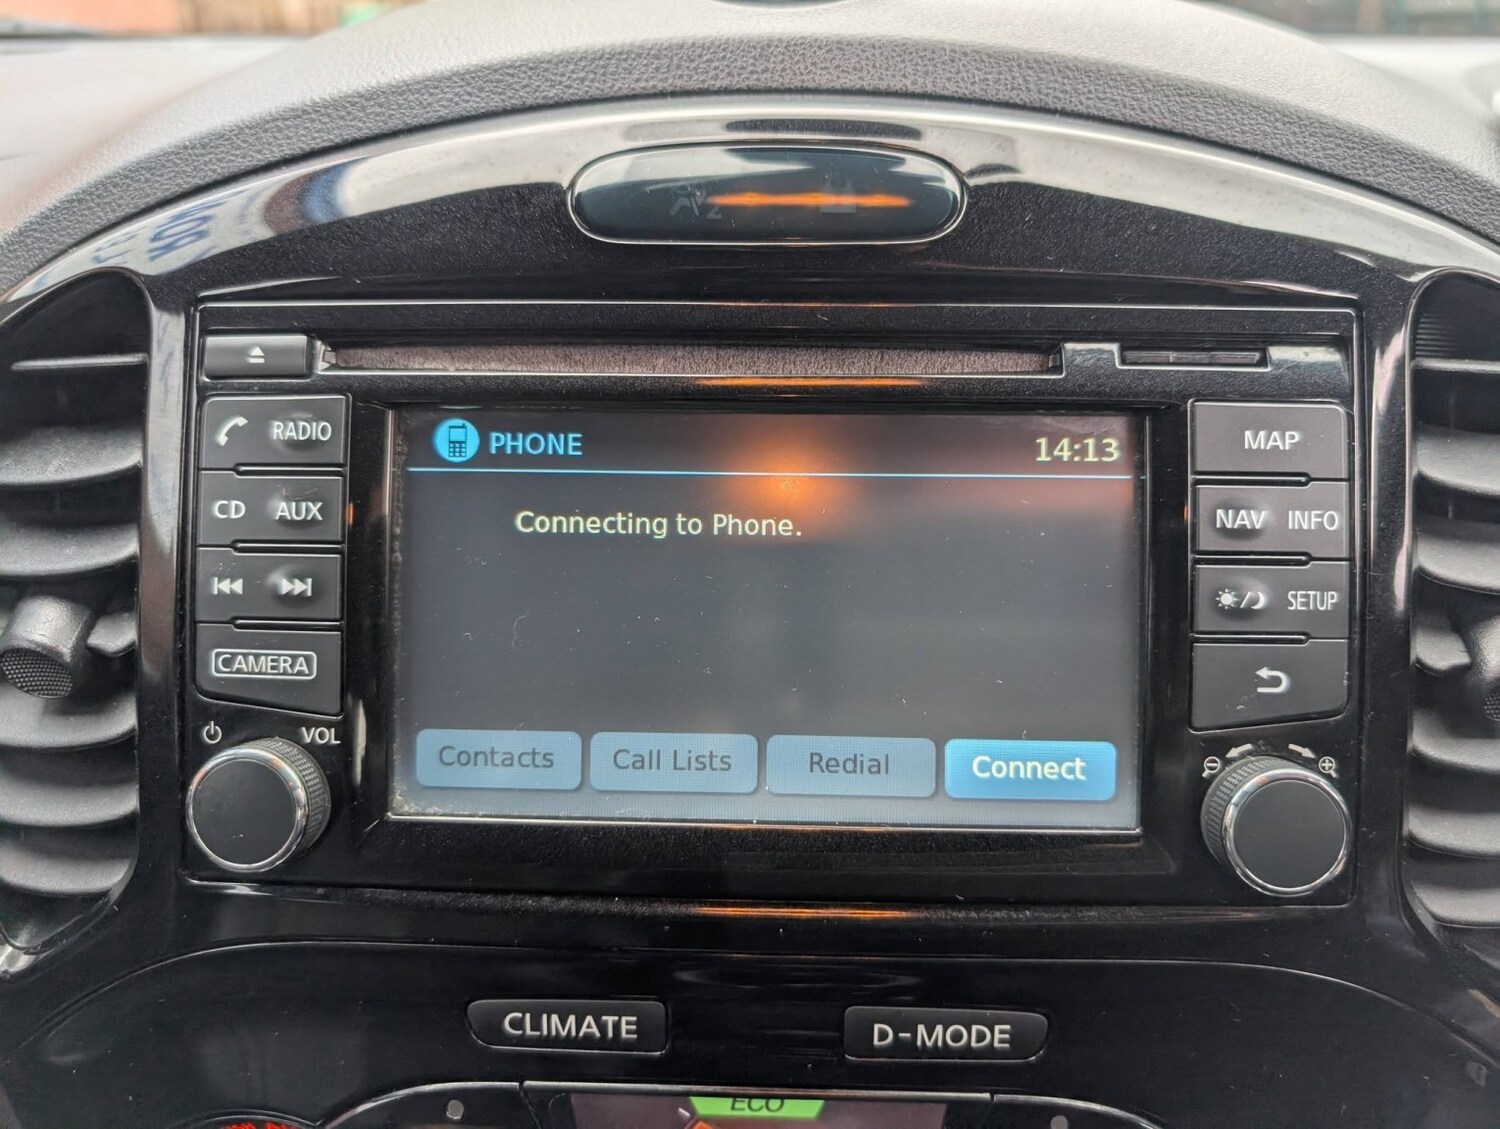 PHONE
14:13
Connecting to Phone.
Contacts
Call Lists
Redial
Connect
RADIO
CD AUX
CAMERA
VOL
MAP
NAV INFO
SETUP
CLIMATE
D-MODE
ECO